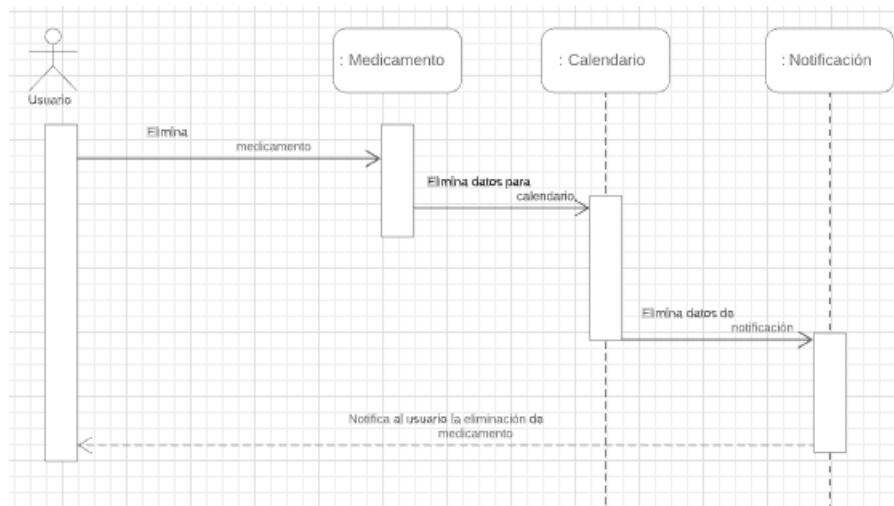 : Medicamento
: Calendario
: Notificación
Usuario
Elimina
medicamento
Elimina datos para
calendario
Elimina datos de
notificación
Notifica al usuario la eliminación de
medicamento